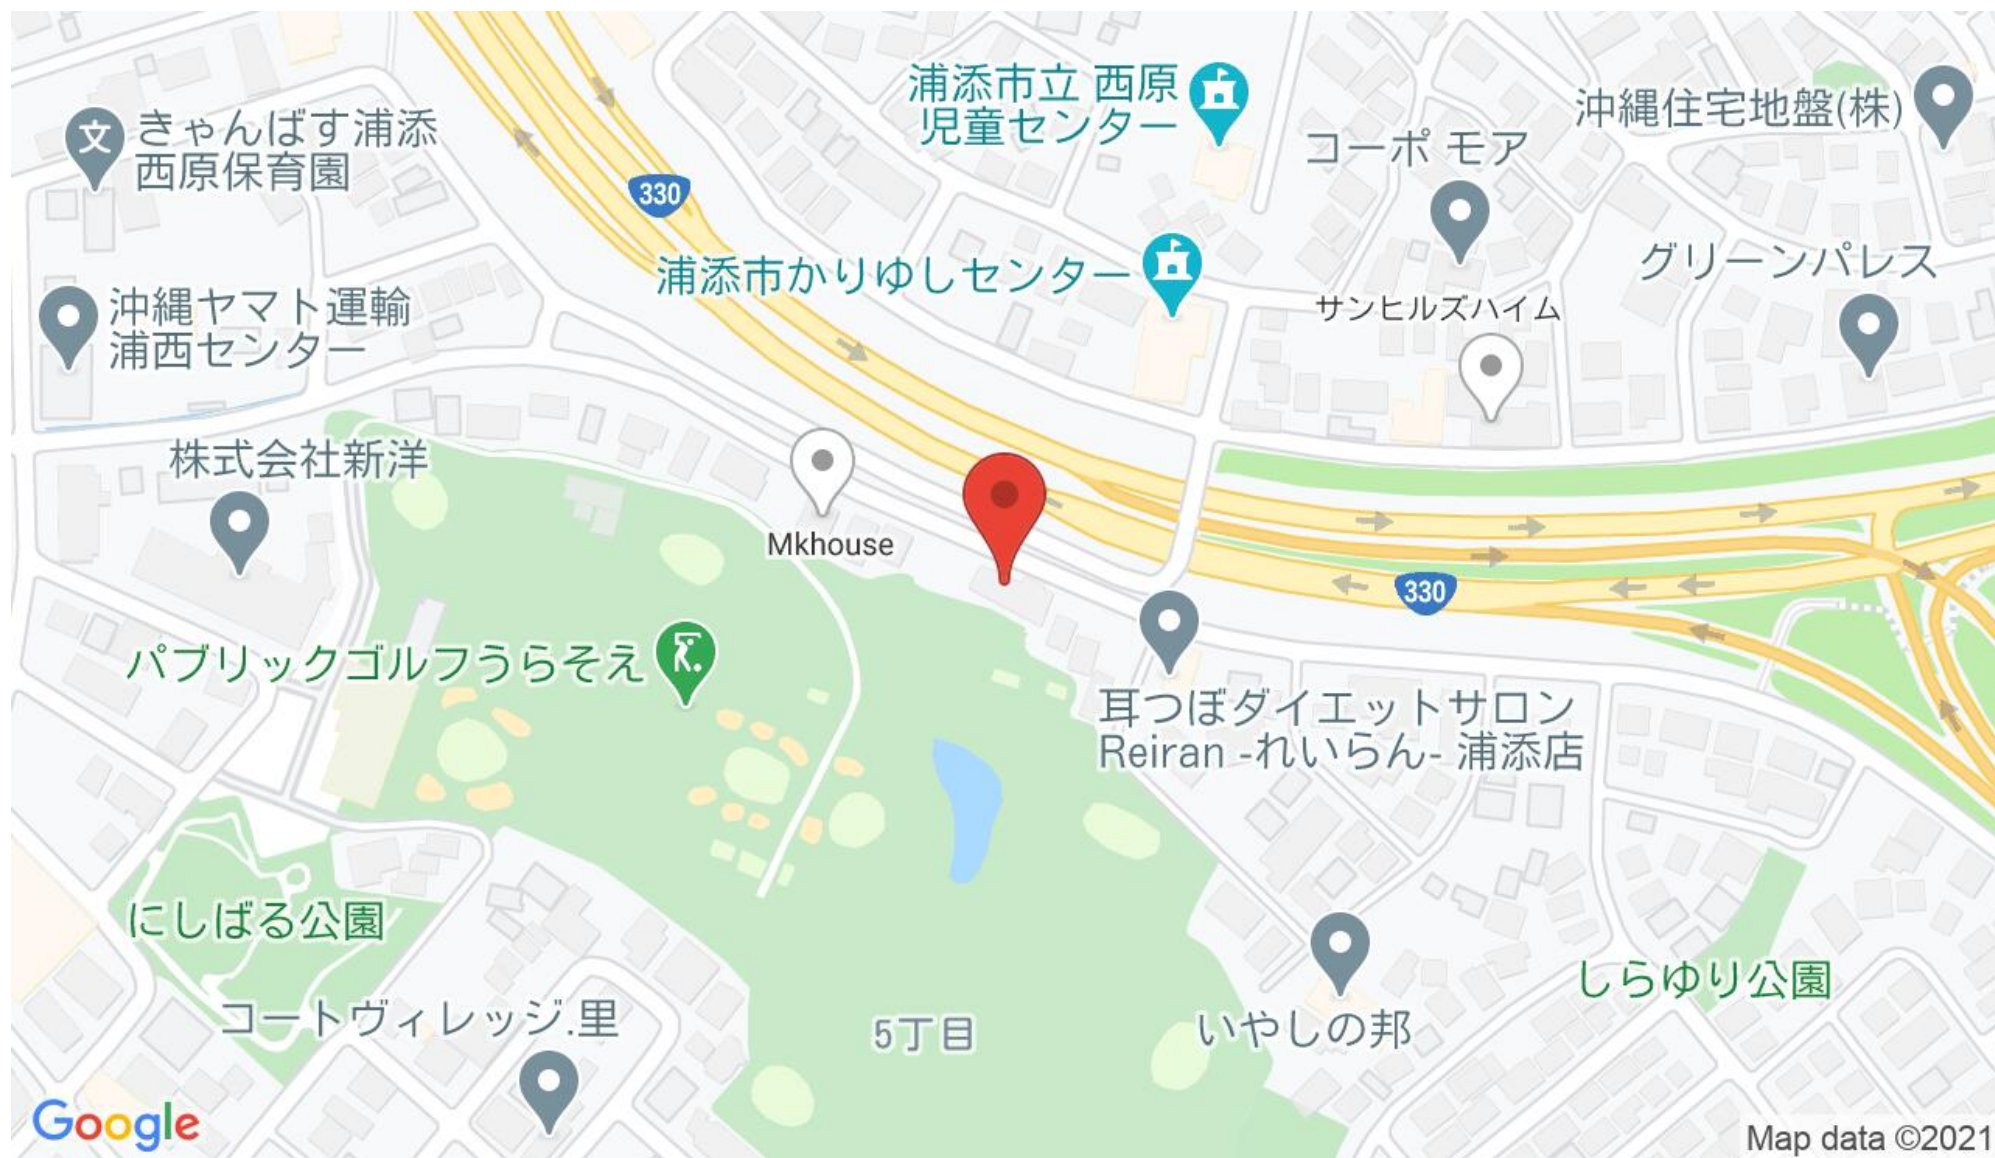 浦添市立 西原
児童センター
沖縄住宅地盤(株)
きゃんばす浦添
西原保育園
コーポ モア
330
浦添市かりゆしセンター
グリーンパレス
沖縄ヤマト運輸
浦西センター
サンヒルズハイム
株式会社新洋
Mkhouse
330
パブリックゴルフうらそえ
耳つぼダイエットサロン
Reiran -れいらん- 浦添店
にしばる公園
しらゆり公園
コートヴィレッジ.里
5丁目
いやしの邦
Google
Map data ©2021
文